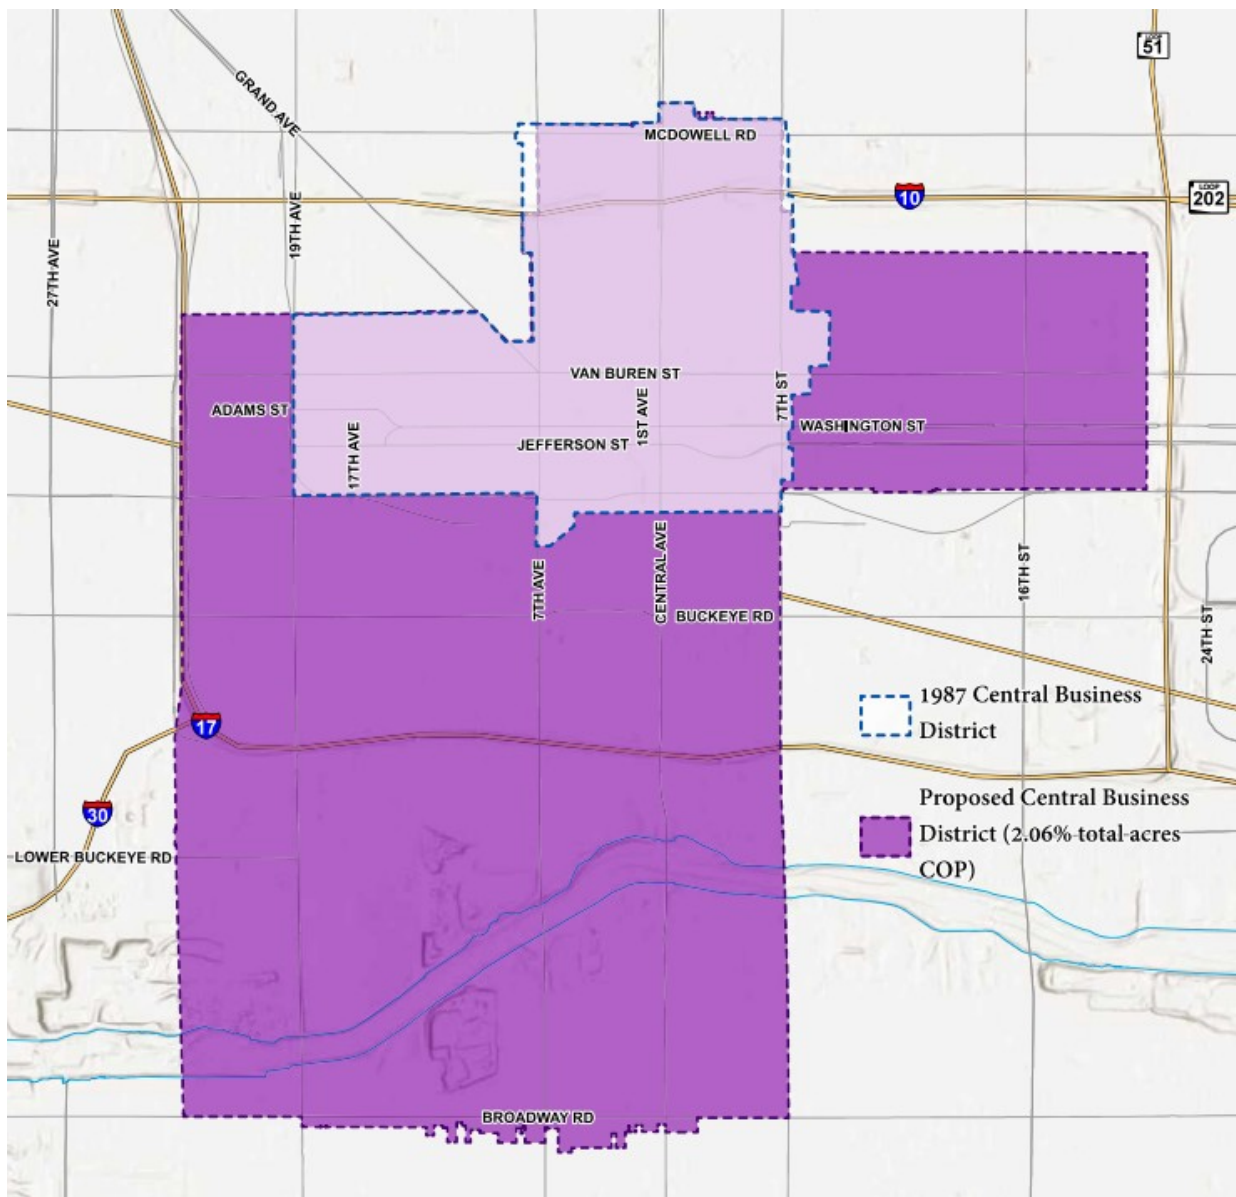 LOOP
51
GRAND AVE
MCDOWELL RD
10
LOOP
202
19TH AVE
27TH AVE
VAN BUREN ST
ADAMS ST
1ST AVE
7TH ST
WASHINGTON ST
17TH AVE
JEFFERSON ST
7TH AVE
CENTRAL AVE
16TH ST
BUCKEYE RD
24TH ST
1987 Central Business
District
17
Proposed Central Business
District (2.06% total acres
COP)
30
LOWER BUCKEYE RD
BROADWAY RD